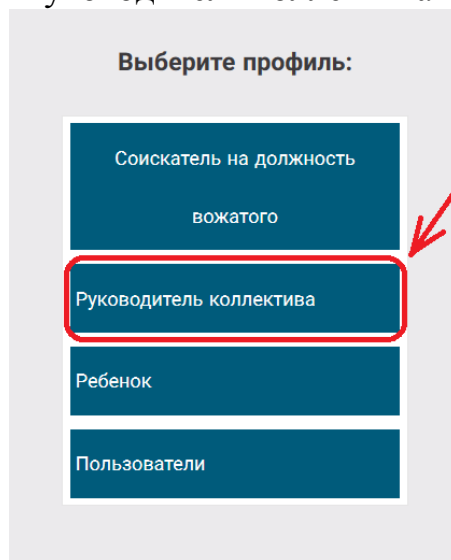 Выберите профиль:
Соискатель на должность
вожатого
Руководитель коллектива
Ребенок
Пользователи